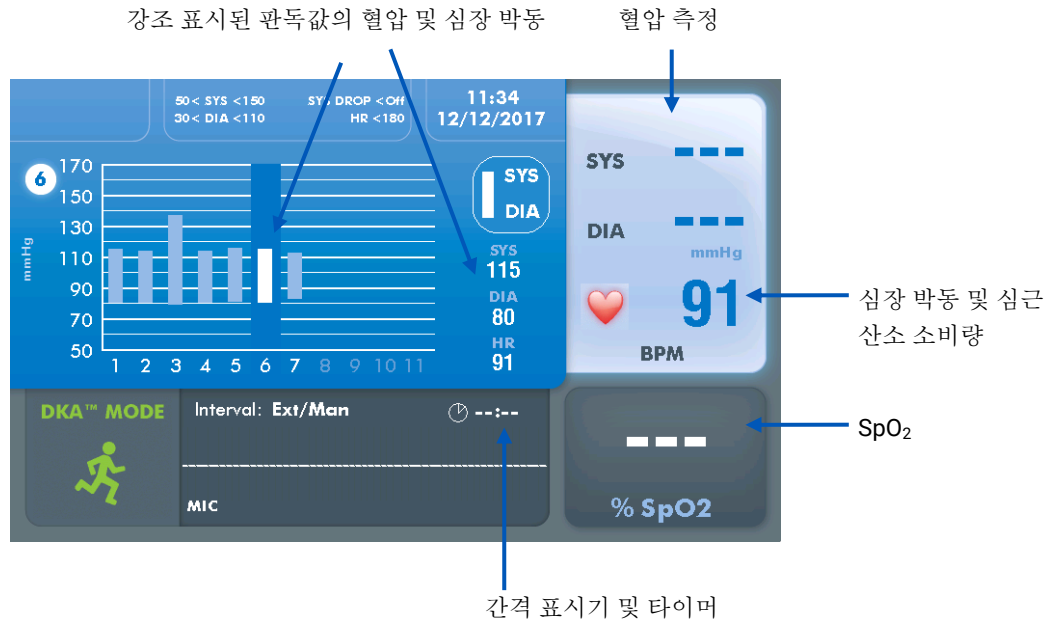 강조 표시된 판독값의 혈압 및 심장 박동
혈압 측정
50< SYS <150 SYS DROP <Off
30< DIA <110 HR <180
11:34
12/12/2017
6
170
150
130
110
90
70
50
mmHg
1 2 3 4 5 6 7 8 9 10 11
SYS
DIA
SYS
115
DIA
80
HR
91
SYS ---
DIA ---
mmHg
91
BPM
심장 박동 및 심근
산소 소비량
DKA™ MODE
Interval: Ext/Man --:--
MIC
---
% SpO2
SpO₂
간격 표시기 및 타이머